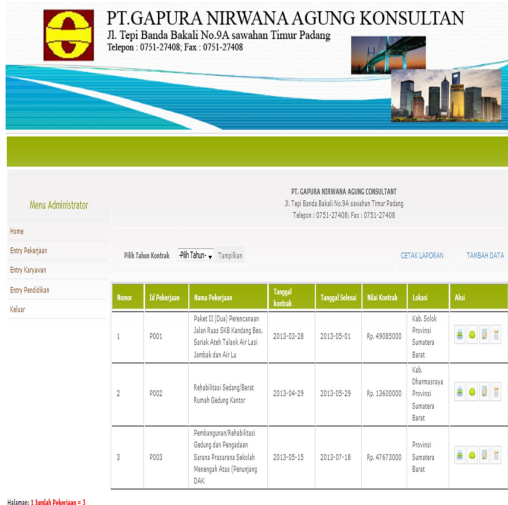 PT.GAPURA NIRWANA AGUNG KONSULTAN
Jl. Tepi Banda Bakali No.9A sawahan Timur Padang
Telepon : 0751-27408; Fax : 0751-27408
Menu Administrator
Home
Entry Pekerjaan
Entry Karyawan
Entry Pendidikan
Keluar
PT. GAPURA NIRWANA AGUNG CONSULTANT
Jl. Tepi Banda Bakali No.9A sawahan Timur Padang
Telepon : 0751-27408; Fax : 0751-27408
Pilih Tahun Kontrak -Pilih Tahun- Tampilkan CETAK LAPORAN TAMBAH DATA
Nomor Id Pekerjaan Nama Pekerjaan Tanggal kontrak Tanggal Selesai Nilai Kontrak Lokasi Aksi
1 P001 Paket II (Dua) Perencanaan
Jalan Ruas SKB Kandang Beo,
Sariak Ateh Talaok Air Lasi
Jambak dan Air Lu
2013-03-28 2013-05-01 Rp. 49085000
Kab. Solok
Provinsi
Sumatera
Barat
2 P002 Rehabilitasi Sedang/Berat
Rumah Gedung Kantor
2013-04-29 2013-05-29 Rp. 13600000
Kab.
Dharmasraya
Provinsi
Sumatera
Barat
3 P003 Pembangunan/Rehabilitasi
Gedung dan Pengadaan
Sarana Prasarana Sekolah
Menengah Atas (Penunjang
DAK
2013-05-15 2013-07-18 Rp. 47673000
Provinsi
Sumatera
Barat
Halaman: 1 Jumlah Pekerjaan = 3